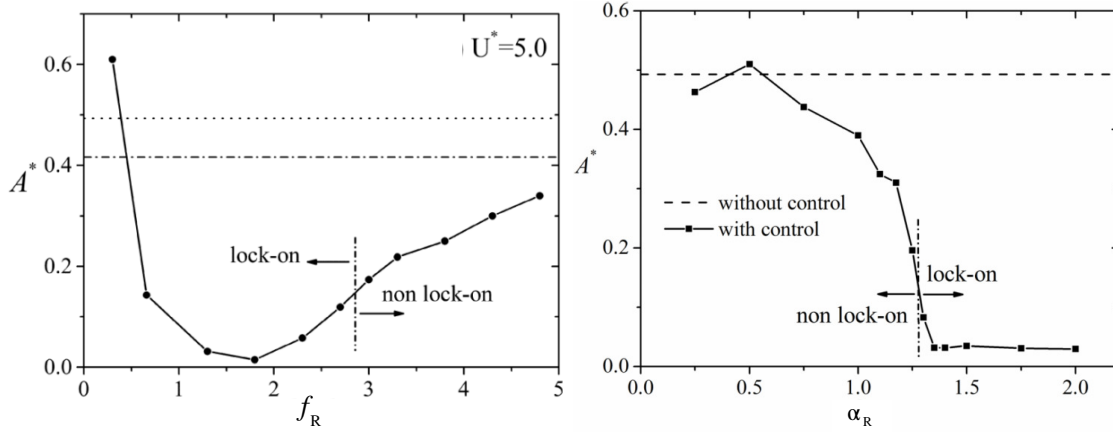 ) U*=5.0
0.6
0.4
A*
0.2
0.0
lock-on
non lock-on
0 1 2 3 4 5
f_R
0.6
0.4
A*
0.2
0.0
without control
with control
lock-on
non lock-on
0.0 0.5 1.0 1.5 2.0
α_R